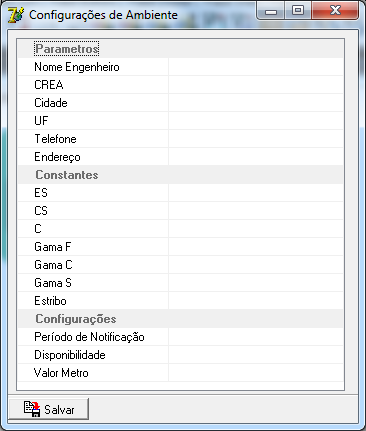 Configurações de Ambiente
Parametros
Nome Engenheiro
CREA
Cidade
UF
Telefone
Endereço
Constantes
ES
CS
C
Gama F
Gama C
Gama S
Estribo
Configurações
Período de Notificação
Disponibilidade
Valor Metro
Salvar